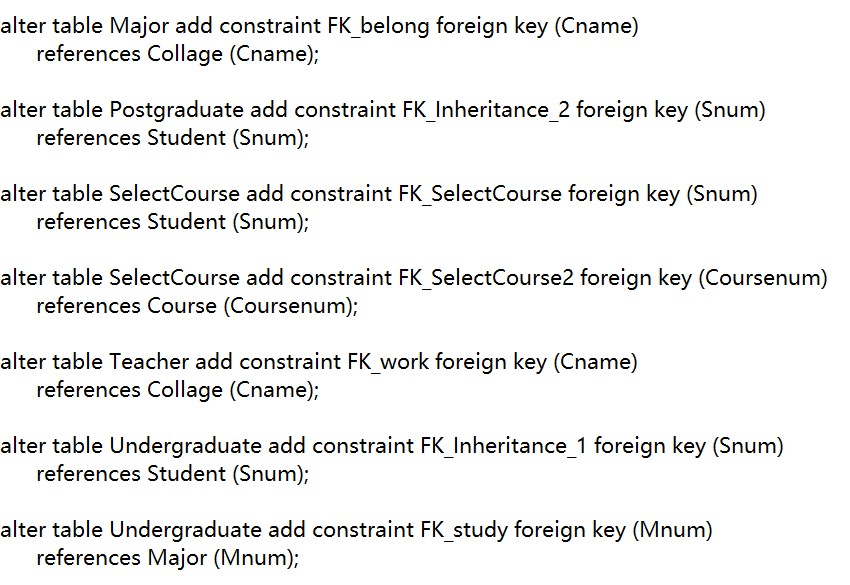 alter table Major add constraint FK_belong foreign key (Cname)
references Collage (Cname);
alter table Postgraduate add constraint FK_Inheritance_2 foreign key (Snum)
references Student (Snum);
alter table SelectCourse add constraint FK_SelectCourse foreign key (Snum)
references Student (Snum);
alter table SelectCourse add constraint FK_SelectCourse2 foreign key (Coursenum)
references Course (Coursenum);
alter table Teacher add constraint FK_work foreign key (Cname)
references Collage (Cname);
alter table Undergraduate add constraint FK_Inheritance_1 foreign key (Snum)
references Student (Snum);
alter table Undergraduate add constraint FK_study foreign key (Mnum)
references Major (Mnum);